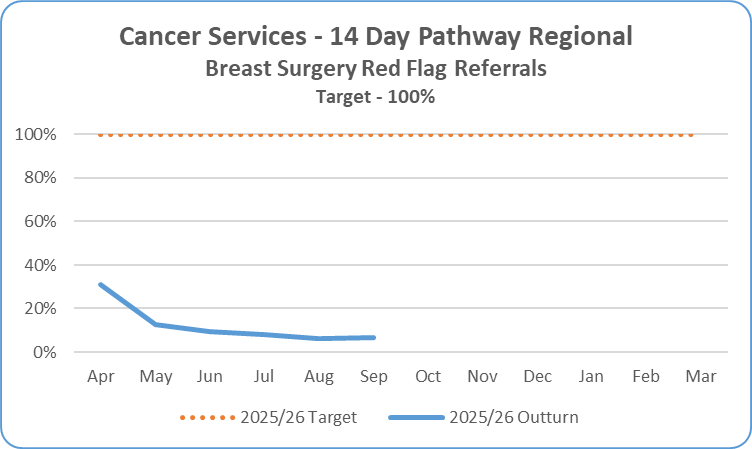 Cancer Services - 14 Day Pathway Regional
Breast Surgery Red Flag Referrals
Target - 100%
100%
80%
60%
40%
20%
0%
Apr May Jun Jul Aug Sep Oct Nov Dec Jan Feb Mar
2025/26 Target 2025/26 Outturn